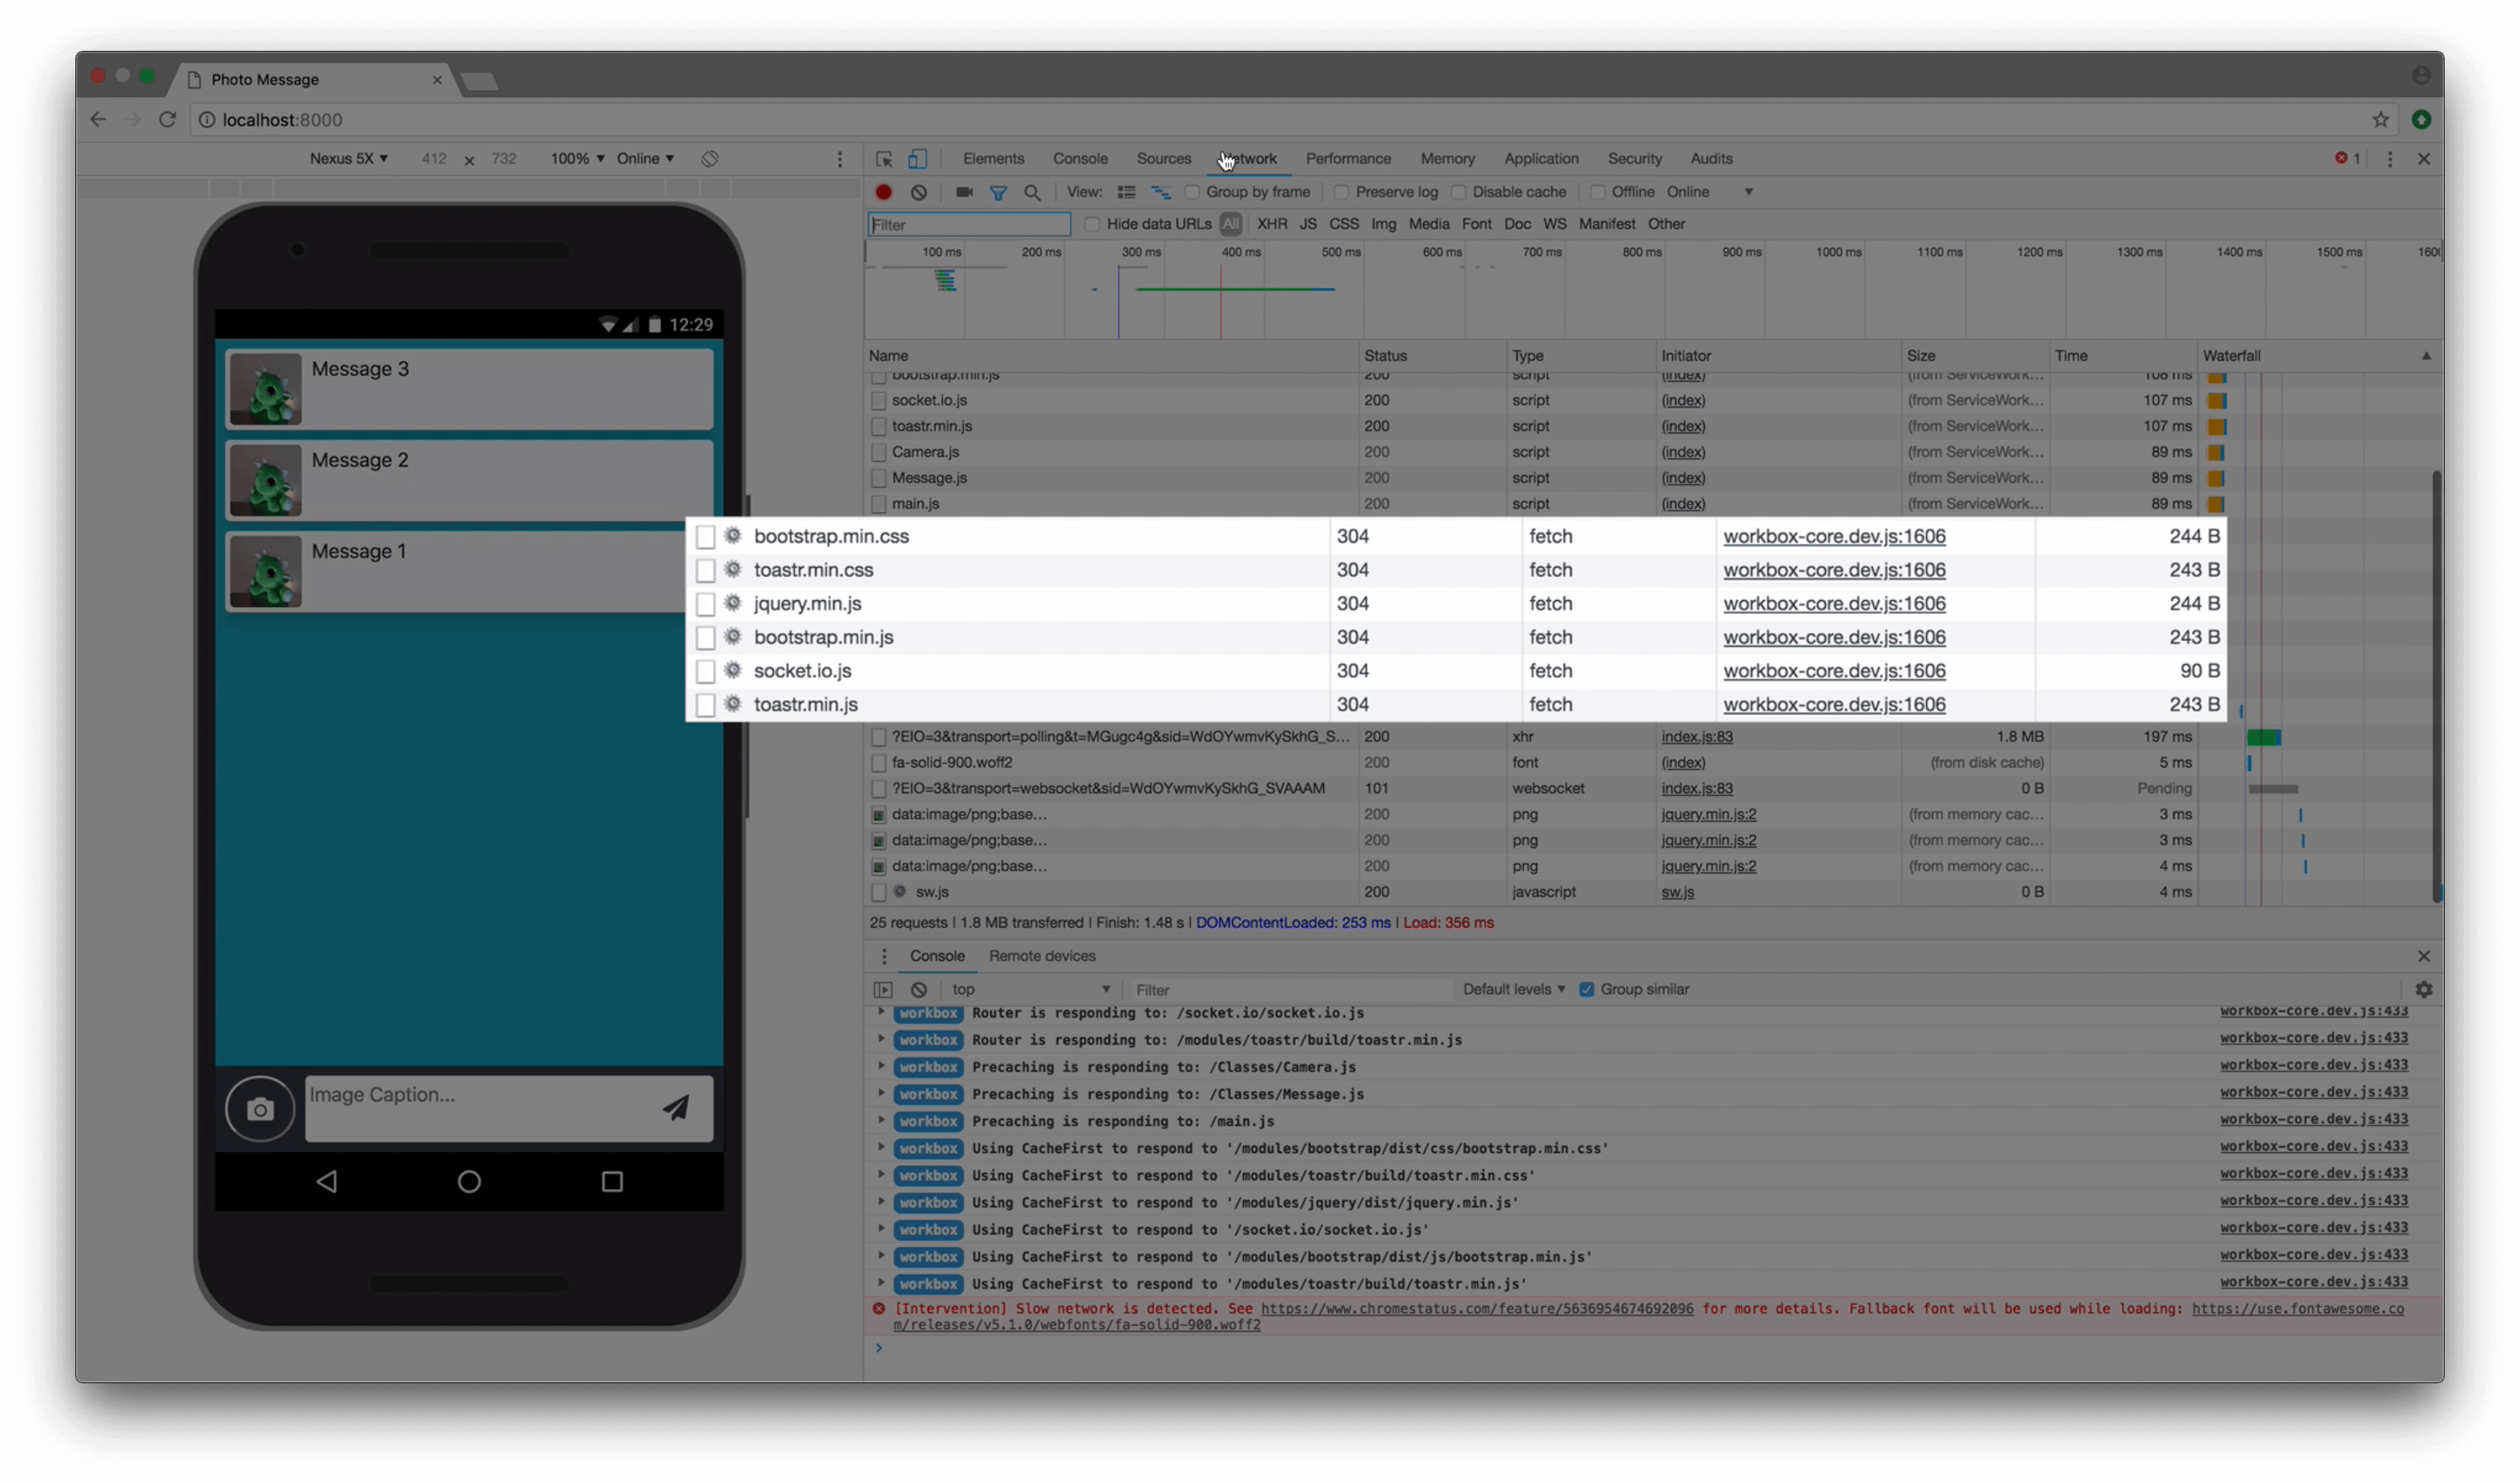 Photo Message
localhost:8000
Nexus 5X ▼ 412 × 732 100% ▼ Online ▼
Elements Console Sources Network Performance Memory Application Security Audits 1
View: Group by frame Preserve log Disable cache Offline Online ▼
Filter Hide data URLs All XHR JS CSS Img Media Font Doc WS Manifest Other
100 ms 200 ms 300 ms 400 ms 500 ms 600 ms 700 ms 800 ms 900 ms 1000 ms 1100 ms 1200 ms 1300 ms 1400 ms 1500 ms
12:29
Message 3
Message 2
Message 1
Image Caption...
Name Status Type Initiator Size Time Waterfall
bootstrap.min.js 200 script (index) (from ServiceWork... 108 ms
socket.io.js 200 script (index) (from ServiceWork... 107 ms
toastr.min.js 200 script (index) (from ServiceWork... 107 ms
Camera.js 200 script (index) (from ServiceWork... 89 ms
Message.js 200 script (index) (from ServiceWork... 89 ms
main.js 200 script (index) (from ServiceWork... 89 ms
bootstrap.min.css 304 fetch workbox-core.dev.js:1606 244 B
toastr.min.css 304 fetch workbox-core.dev.js:1606 243 B
jquery.min.js 304 fetch workbox-core.dev.js:1606 244 B
bootstrap.min.js 304 fetch workbox-core.dev.js:1606 243 B
socket.io.js 304 fetch workbox-core.dev.js:1606 90 B
toastr.min.js 304 fetch workbox-core.dev.js:1606 243 B
?EIO=3&transport=polling&t=MGugc4g&sid=WdOYwmvKySkhG_S... 200 xhr index.js:83 1.8 MB 197 ms
fa-solid-900.woff2 200 font (index) (from disk cache) 5 ms
?EIO=3&transport=websocket&sid=WdOYwmvKySkhG_SVAAAM 101 websocket index.js:83 0 B Pending
data:image/png;base... 200 png jquery.min.js:2 (from memory cac... 3 ms
data:image/png;base... 200 png jquery.min.js:2 (from memory cac... 3 ms
data:image/png;base... 200 png jquery.min.js:2 (from memory cac... 4 ms
sw.js 200 javascript sw.js 0 B 4 ms
25 requests | 1.8 MB transferred | Finish: 1.48 s | DOMContentLoaded: 253 ms | Load: 356 ms
Console Remote devices
top ▼ Filter Default levels ▼ Group similar
workbox Router is responding to: /socket.io/socket.io.js workbox-core.dev.js:433
workbox Router is responding to: /modules/toastr/build/toastr.min.js workbox-core.dev.js:433
workbox Precaching is responding to: /Classes/Camera.js workbox-core.dev.js:433
workbox Precaching is responding to: /Classes/Message.js workbox-core.dev.js:433
workbox Precaching is responding to: /main.js workbox-core.dev.js:433
workbox Using CacheFirst to respond to '/modules/bootstrap/dist/css/bootstrap.min.css' workbox-core.dev.js:433
workbox Using CacheFirst to respond to '/modules/toastr/build/toastr.min.css' workbox-core.dev.js:433
workbox Using CacheFirst to respond to '/modules/jquery/dist/jquery.min.js' workbox-core.dev.js:433
workbox Using CacheFirst to respond to '/socket.io/socket.io.js' workbox-core.dev.js:433
workbox Using CacheFirst to respond to '/modules/bootstrap/dist/js/bootstrap.min.js' workbox-core.dev.js:433
workbox Using CacheFirst to respond to '/modules/toastr/build/toastr.min.js' workbox-core.dev.js:433
[Intervention] Slow network is detected. See https://www.chromestatus.com/feature/5636954674692096 for more details. Fallback font will be used while loading: https://use.fontawesome.co
m/releases/v5.1.0/webfonts/fa-solid-900.woff2